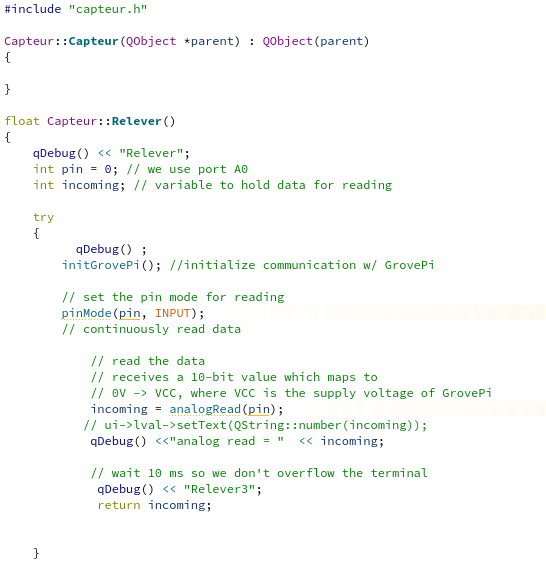 #include "capteur.h"

Capteur::Capteur(QObject *parent) : QObject(parent)
{

}

float Capteur::Relever()
{
    qDebug() << "Relever";
    int pin = 0; // we use port A0
    int incoming; // variable to hold data for reading

    try
    {
          qDebug() ;
        initGrovePi(); //initialize communication w/ GrovePi

        // set the pin mode for reading
        pinMode(pin, INPUT);
        // continuously read data

            // read the data
            // receives a 10-bit value which maps to
            // 0V -> VCC, where VCC is the supply voltage of GrovePi
            incoming = analogRead(pin);
           // ui->lval->setText(QString::number(incoming));
            qDebug() <<"analog read = "  << incoming;

            // wait 10 ms so we don't overflow the terminal
             qDebug() << "Relever3";
             return incoming;


    }